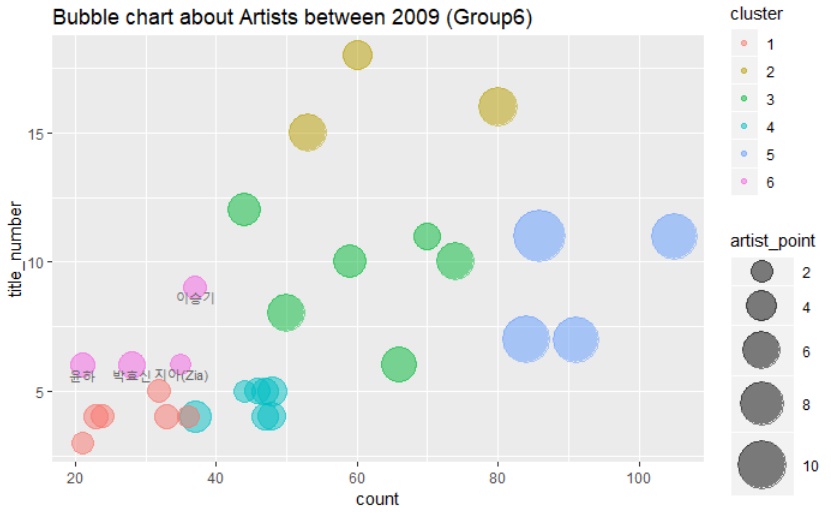 Bubble chart about Artists between 2009 (Group6)
title_number
15
10
5
이승기
윤하
박효신
지아(Zia)
20
40
60
80
100
count
cluster
1
2
3
4
5
6
artist_point
2
4
6
8
10